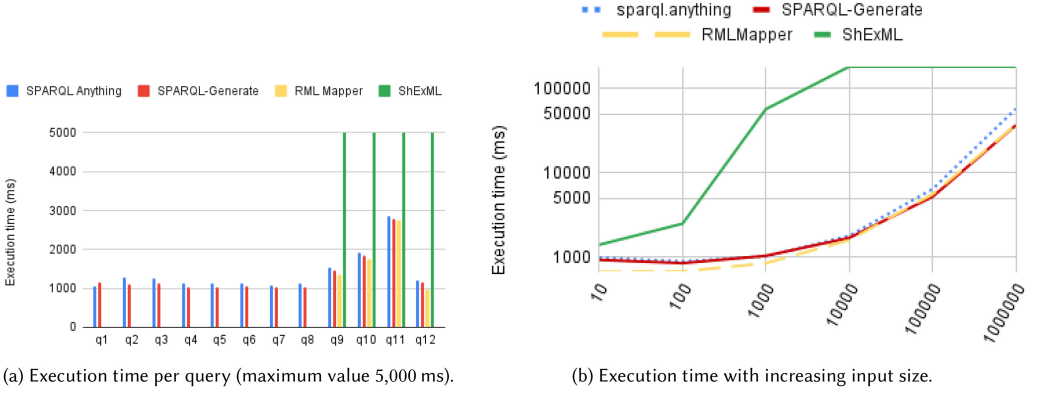 SPARQL Anything SPARQL-Generate RML Mapper ShExML
Execution time (ms)
5000
4000
3000
2000
1000
0
q1 q2 q3 q4 q5 q6 q7 q8 q9 q10 q11 q12
(a) Execution time per query (maximum value 5,000 ms).
sparql.anything SPARQL-Generate
RMLMapper ShExML
Execution time (ms)
100000
50000
10000
5000
1000
10 100 1000 10000 100000 1000000
(b) Execution time with increasing input size.